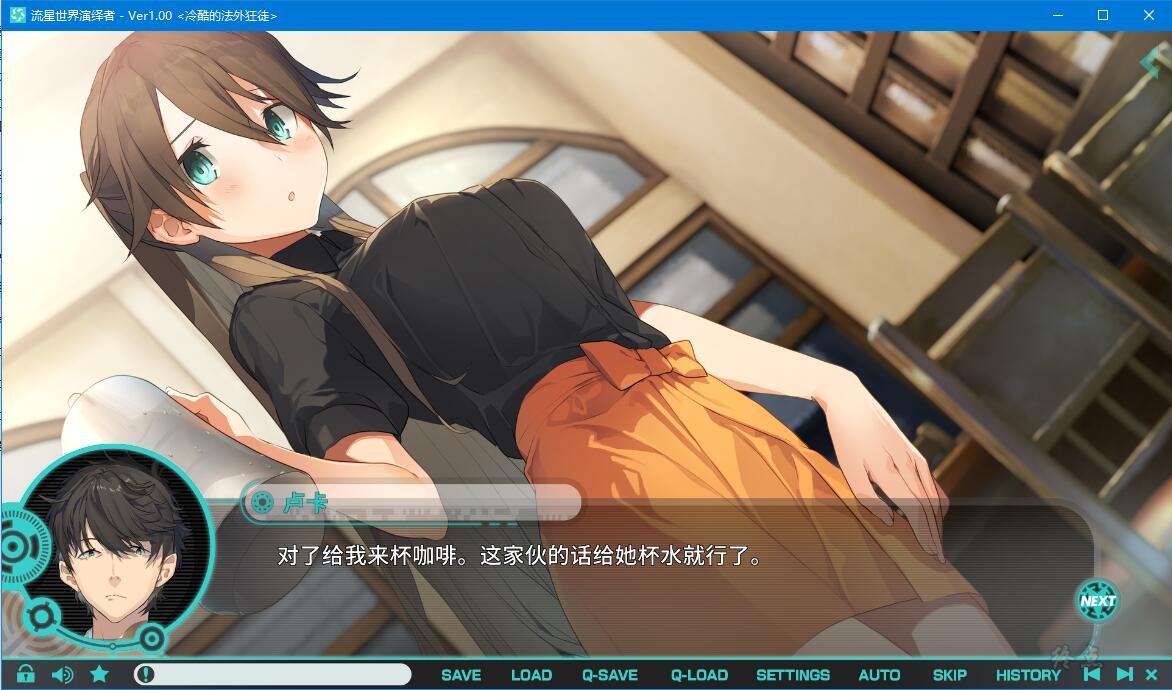 流星世界演绎者 - Ver1.00 <冷酷的法外狂徒>
卢卡
对了给我来杯咖啡。这家伙的话给她杯水就行了。
NEXT
终点
SAVE LOAD Q-SAVE Q-LOAD SETTINGS AUTO SKIP HISTORY